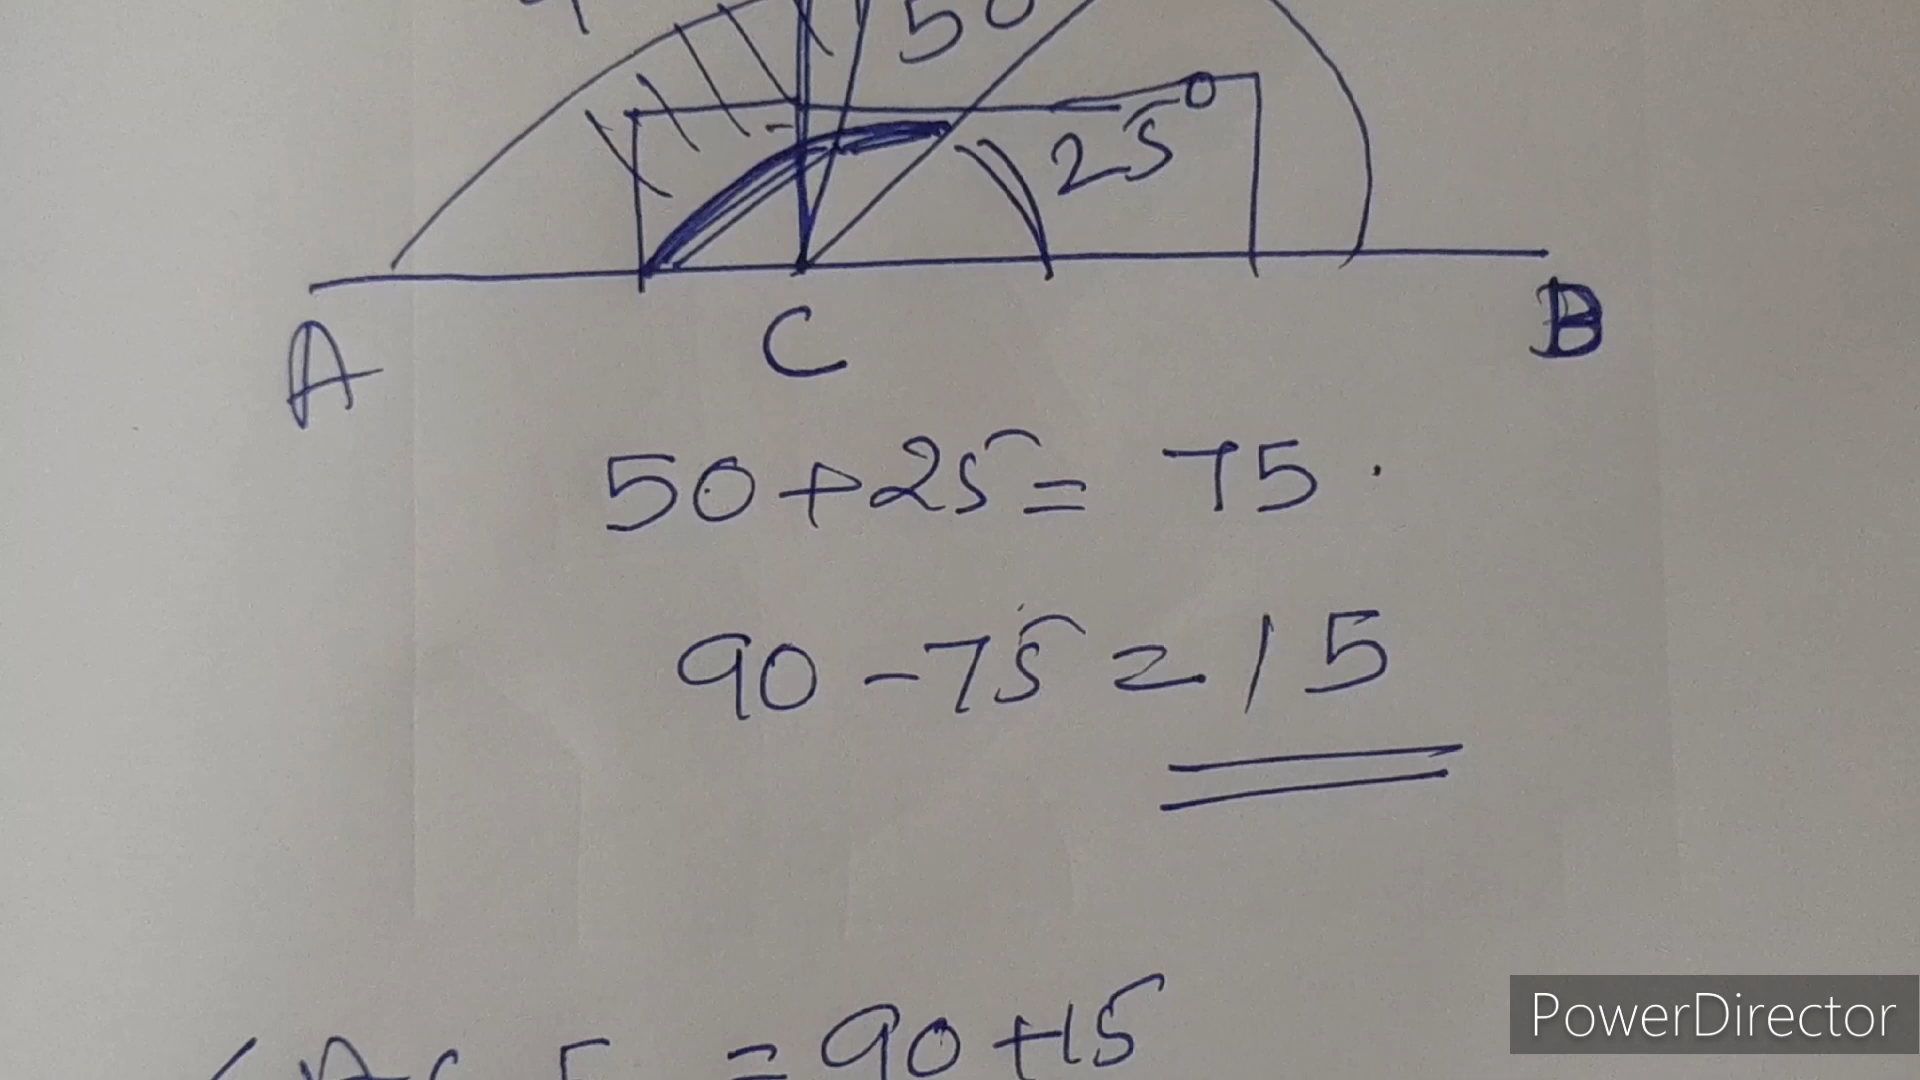 50
25°
A C B
50+25= 75.
90-75=15
= 90+15
PowerDirector